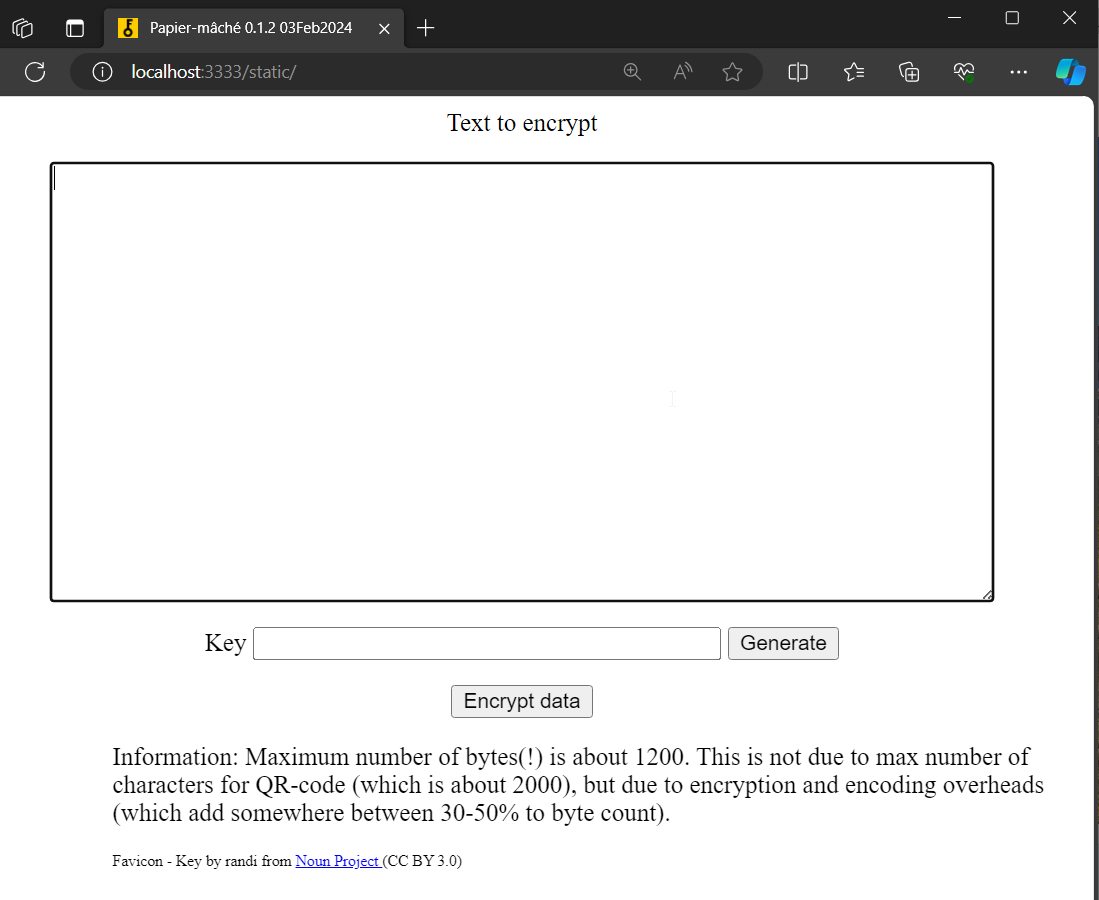 Papier-mâché 0.1.2 03Feb2024
localhost:3333/static/
Text to encrypt
Key
Generate
Encrypt data
Information: Maximum number of bytes(!) is about 1200. This is not due to max number of
characters for QR-code (which is about 2000), but due to encryption and encoding overheads
(which add somewhere between 30-50% to byte count).
Favicon - Key by randi from Noun Project (CC BY 3.0)